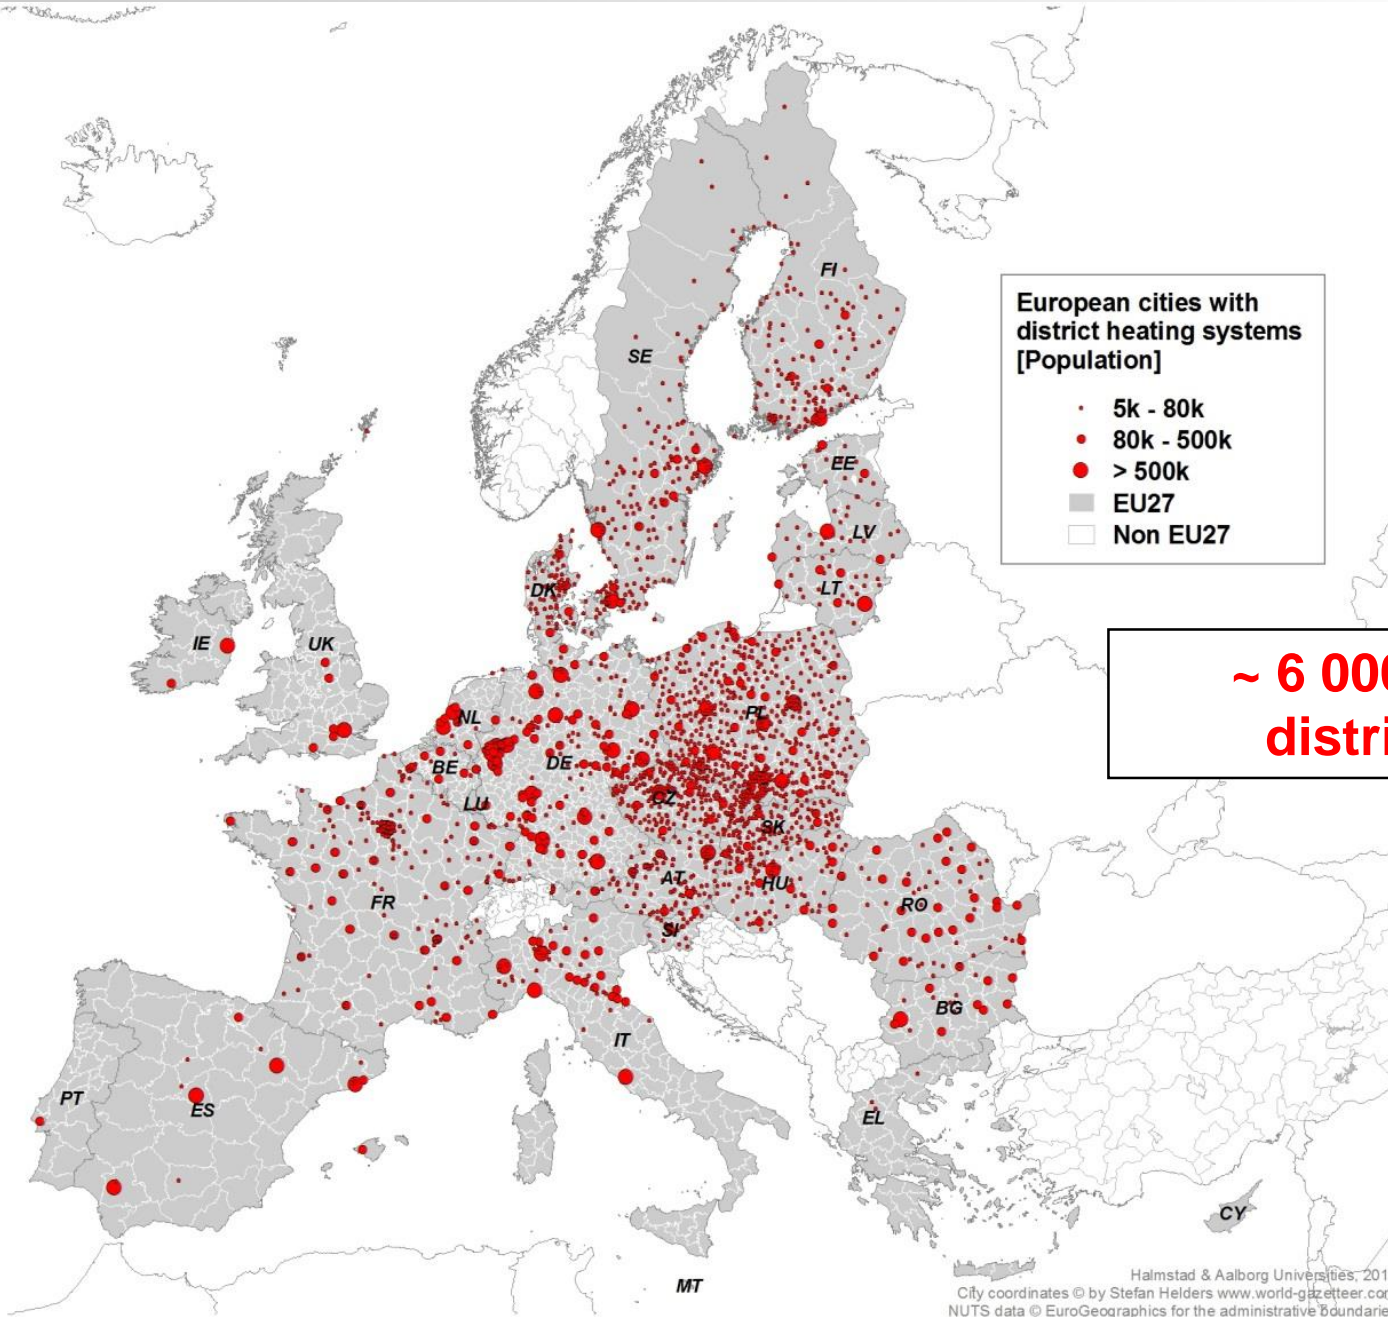 FI
SE
EE
LV
LT
DK
IE
UK
NL
BE
DE
PL
LU
CZ
SK
AT
HU
FR
SI
RO
BG
IT
PT
ES
EL
CY
MT
European cities with
district heating systems
[Population]
5k - 80k
80k - 500k
> 500k
EU27
Non EU27
~ 6 000
distri
Halmstad & Aalborg Universities, 201
City coordinates © by Stefan Helders www.world-gazetteer.com
NUTS data © EuroGeographics for the administrative boundarie